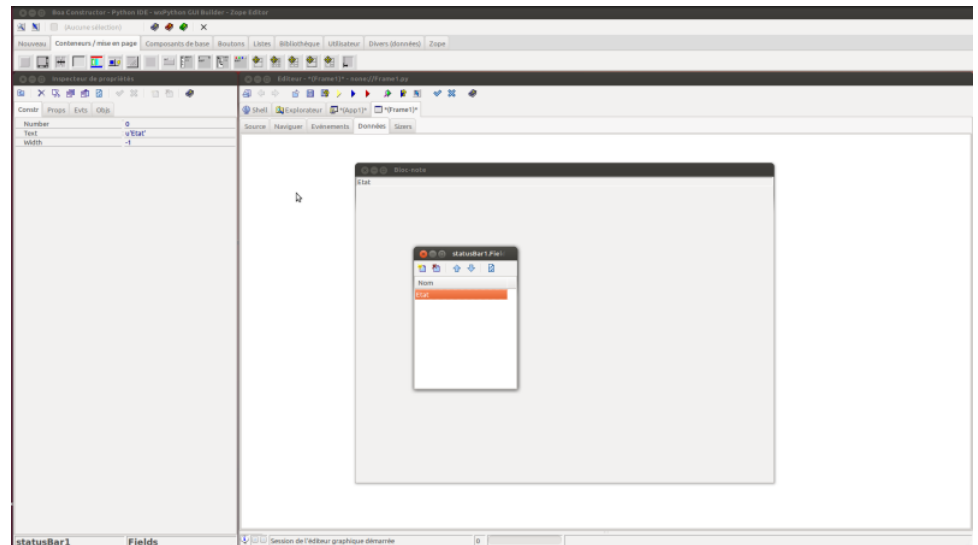 Boa Constructor - Python IDE - wxPython GUI Builder - Zope Editor
(Aucune sélection)
Nouveau Conteneurs / mise en page Composants de base Boutons Listes Bibliothèque Utilisateur Divers (données) Zope
Inspecteur de propriétés
Constr Props Evts Objs
Number 0
Text u'Etat'
Width -1
statusBar1 Fields
Editeur - *(Frame1)* - none://Frame1.py
Shell Explorateur *(App1)* *(Frame1)*
Source Naviguer Evènements Données Sizers
Bloc-note
Etat
statusBar1.Fiel
Nom
Etat
Session de l'éditeur graphique démarrée 0